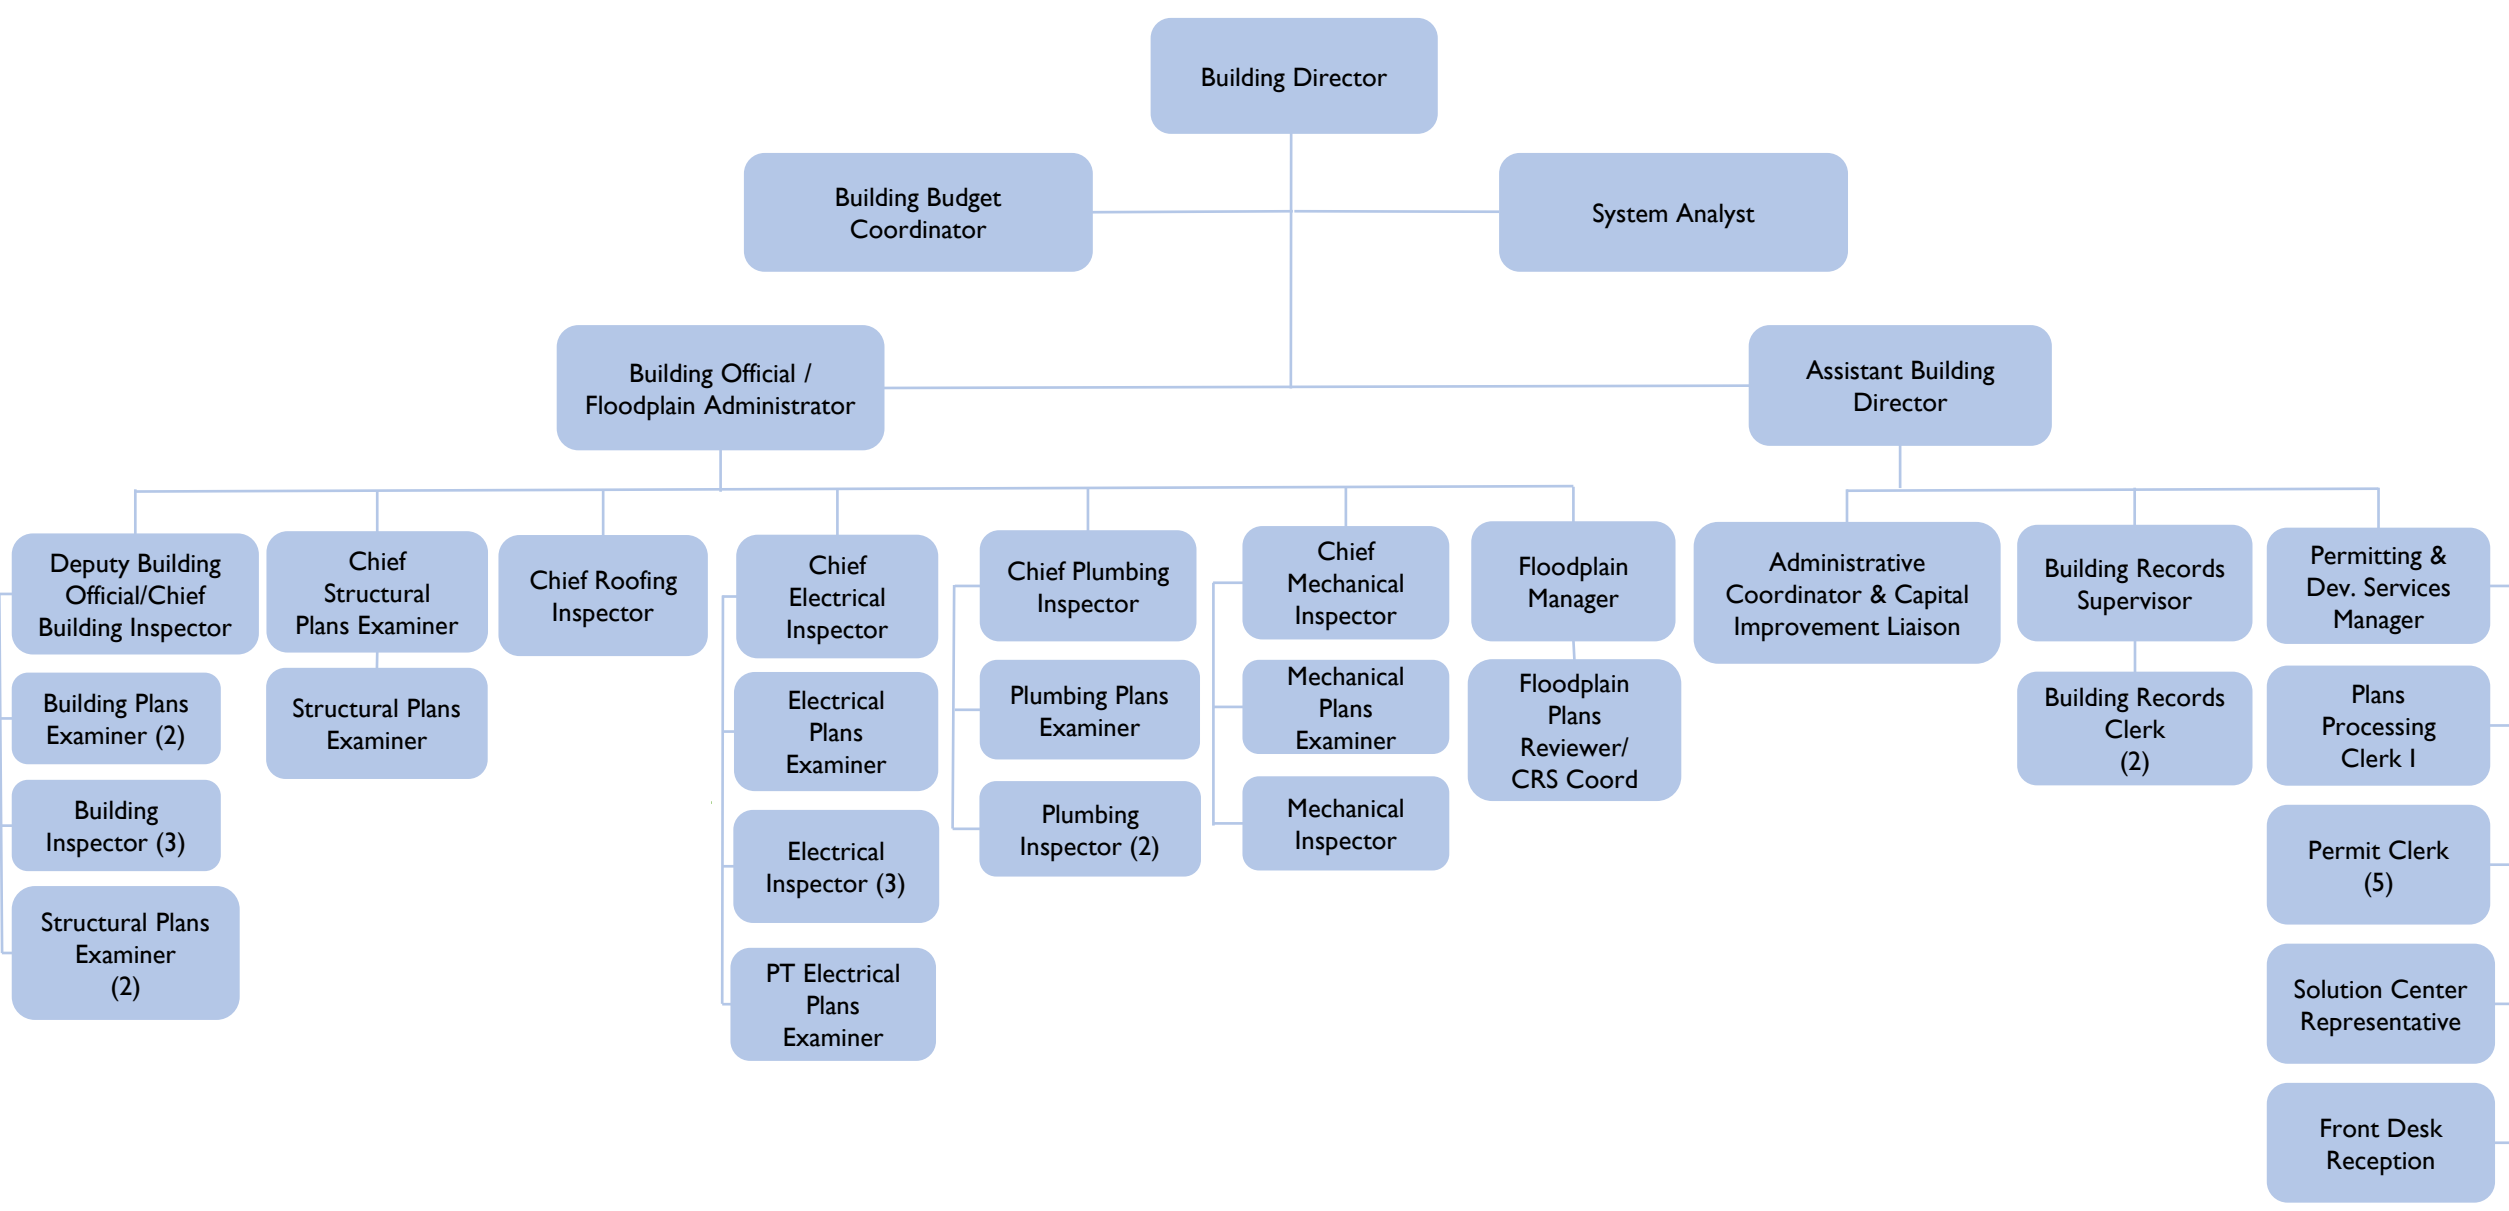 Building Director
Building Budget
Coordinator
System Analyst
Building Official /
Floodplain Administrator
Assistant Building
Director
Deputy Building
Official/Chief
Building Inspector
Building Plans
Examiner (2)
Building
Inspector (3)
Structural Plans
Examiner
(2)
Chief
Structural
Plans Examiner
Structural Plans
Examiner
Chief Roofing
Inspector
Chief
Electrical
Inspector
Electrical
Plans
Examiner
Electrical
Inspector (3)
PT Electrical
Plans
Examiner
Chief Plumbing
Inspector
Plumbing Plans
Examiner
Plumbing
Inspector (2)
Chief
Mechanical
Inspector
Mechanical
Plans
Examiner
Mechanical
Inspector
Floodplain
Manager
Floodplain
Plans
Reviewer/
CRS Coord
Administrative
Coordinator & Capital
Improvement Liaison
Building Records
Supervisor
Building Records
Clerk
(2)
Permitting &
Dev. Services
Manager
Plans
Processing
Clerk I
Permit Clerk
(5)
Solution Center
Representative
Front Desk
Reception